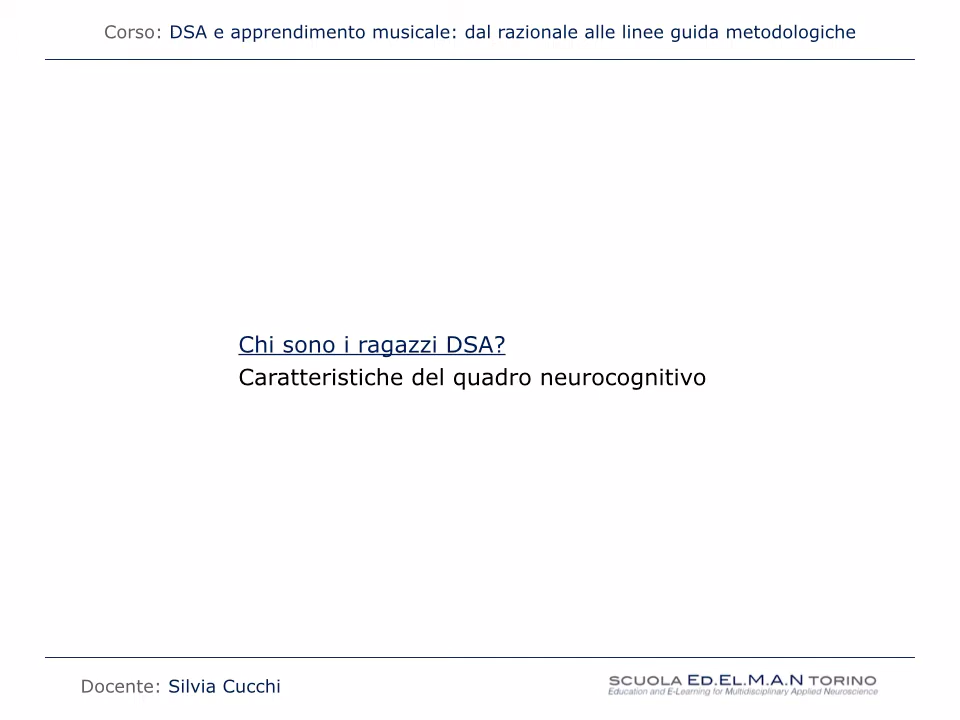 Corso: DSA e apprendimento musicale: dal razionale alle linee guida metodologiche
Chi sono i ragazzi DSA?
Caratteristiche del quadro neurocognitivo
Docente: Silvia Cucchi
SCUOLA ED.EL.M.A.N TORINO
Education and E-Learning for Multidisciplinary Applied Neuroscience